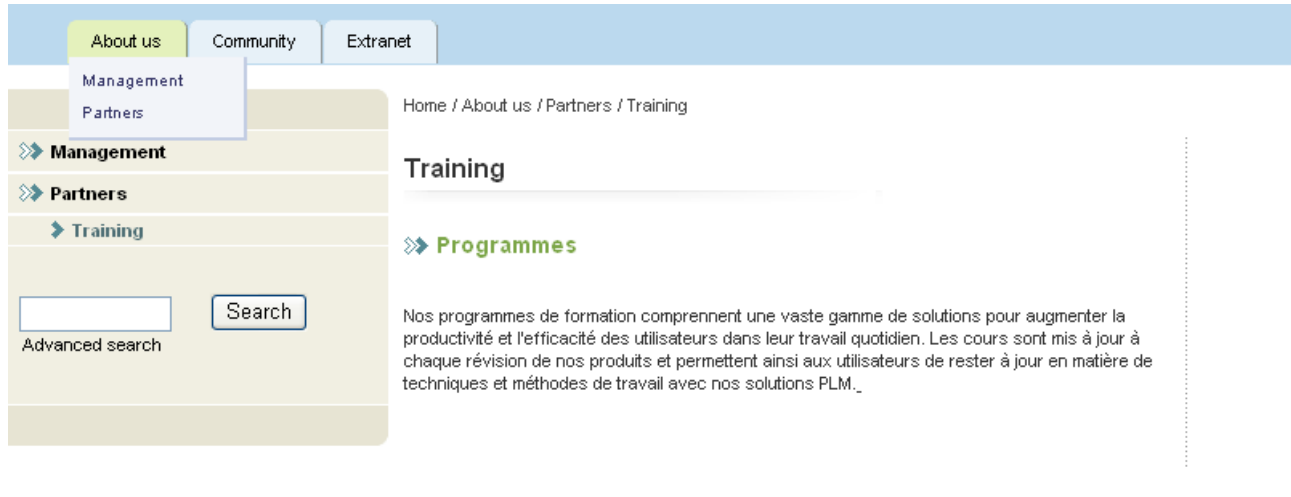 About us Community Extranet
Management
Partners
Home / About us / Partners / Training
Management
Partners
Training
Search
Advanced search
Training
Programmes
Nos programmes de formation comprennent une vaste gamme de solutions pour augmenter la
productivité et l'efficacité des utilisateurs dans leur travail quotidien. Les cours sont mis à jour à
chaque révision de nos produits et permettent ainsi aux utilisateurs de rester à jour en matière de
techniques et méthodes de travail avec nos solutions PLM._